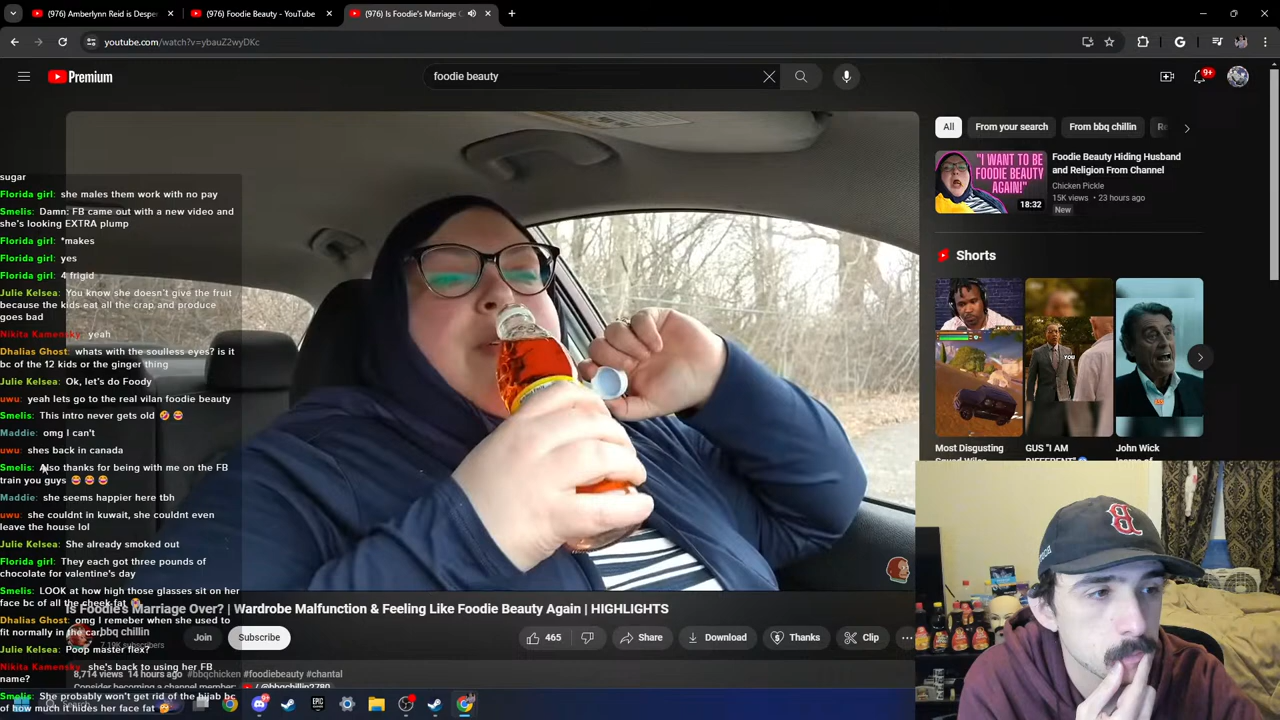 (976) Amberlynn Reid is Desper
(976) Foodie Beauty - YouTube
(976) Is Foodie's Marriage O
youtube.com/watch?v=ybauZ2wyDKc
Premium
foodie beauty
9+
All
From your search
From bbq chillin
Re
"I WANT TO BE FOODIE BEAUTY AGAIN!"
18:32
Foodie Beauty Hiding Husband and Religion From Channel
Chicken Pickle
15K views • 23 hours ago
New
Shorts
YOU
Most Disgusting
GUS "I AM
John Wick
sugar
Florida girl: she males them work with no pay
Smelis: Damn: FB came out with a new video and
she's looking EXTRA plump
Florida girl: *makes
Florida girl: yes
Florida girl: 4 frigid
Julie Kelsea: You know she doesn't give the fruit
because the kids eat all the crap and produce
goes bad
Nikita Kamensky: yeah
Dhalias Ghost: whats with the soulless eyes? is it
bc of the 12 kids or the ginger thing
Julie Kelsea: Ok, let's do Foody
uwu: yeah lets go to the real vilan foodie beauty
Smelis: This intro never gets old
Maddie: omg I can't
uwu: shes back in canada
Smelis: Also thanks for being with me on the FB
train you guys
Maddie: she seems happier here tbh
uwu: she couldnt in kuwait, she couldnt even
leave the house lol
Julie Kelsea: She already smoked out
Florida girl: They each got three pounds of
chocolate for valentine's day
Smelis: LOOK at how high those glasses sit on her
face bc of all the cheek fat
Dhalias Ghost: omg I remeber when she used to
fit normally in the car,
Julie Kelsea: Poop master flex?
Nikita Kamensky: she's back to using her FB
name?
Smelis: She probably won't get rid of the hijab bc
of how much it hides her face fat
Is Foodie's Marriage Over? | Wardrobe Malfunction & Feeling Like Foodie Beauty Again | HIGHLIGHTS
bbq chillin
Join
Subscribe
465
Share
Download
Thanks
Clip
8,714 views 14 hours ago #bbqchicken #foodiebeauty #chantal
Consider becoming a channel member:
@bbqchillin2780
Search
EPIC
B